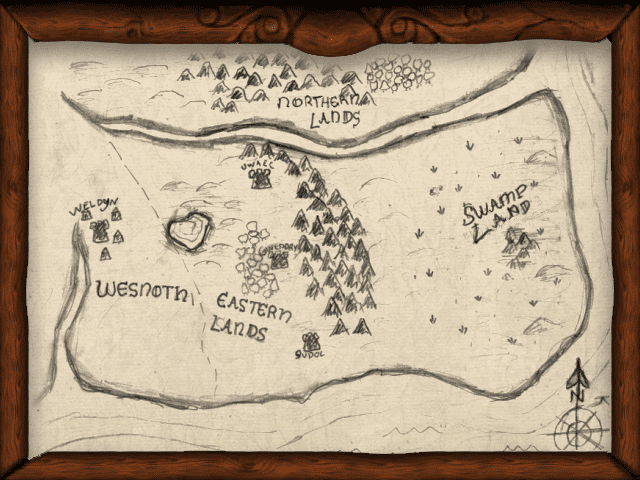 NORTHERN
LANDS
WELDYN
SWAMP
LAND
WESNOTH
EASTERN
LANDS
N